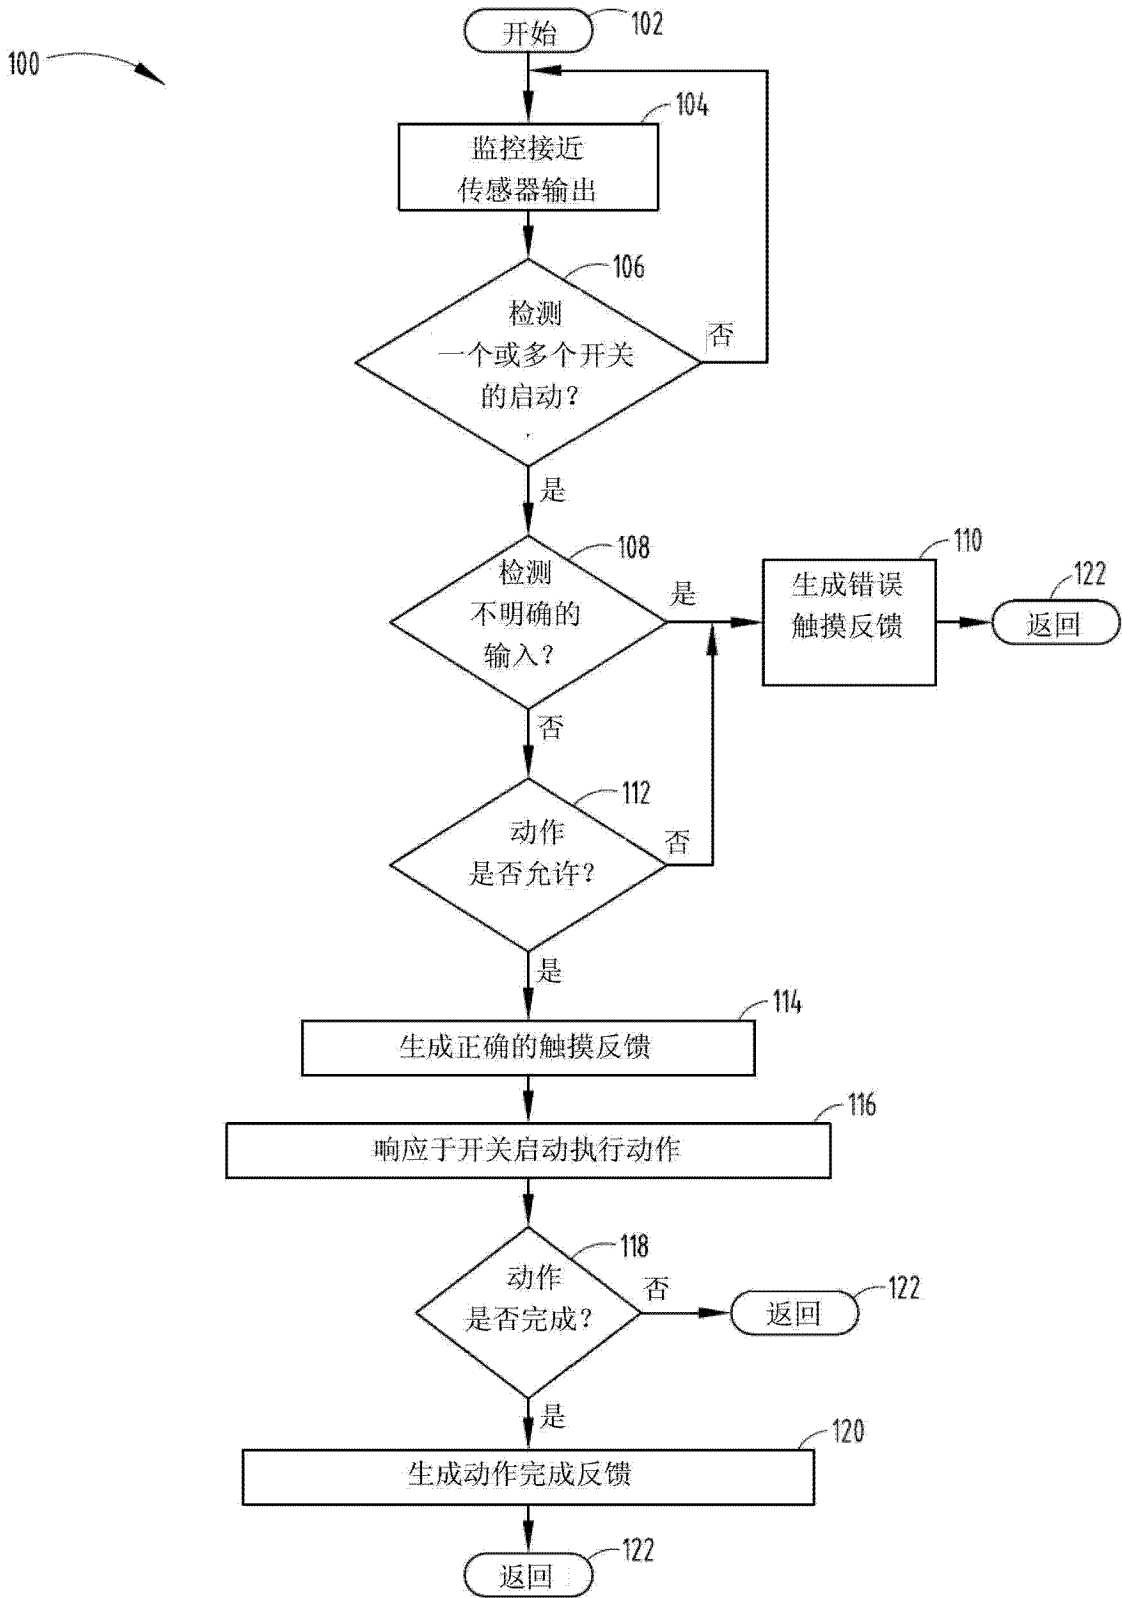 开始
102
100
104
监控接近
传感器输出
106
检测
一个或多个开关
的启动?
否
是
108
检测
不明确的
输入?
是
110
生成错误
触摸反馈
122
返回
否
112
动作
是否允许?
否
是
114
生成正确的触摸反馈
116
响应于开关启动执行动作
118
动作
是否完成?
否
122
返回
是
120
生成动作完成反馈
122
返回